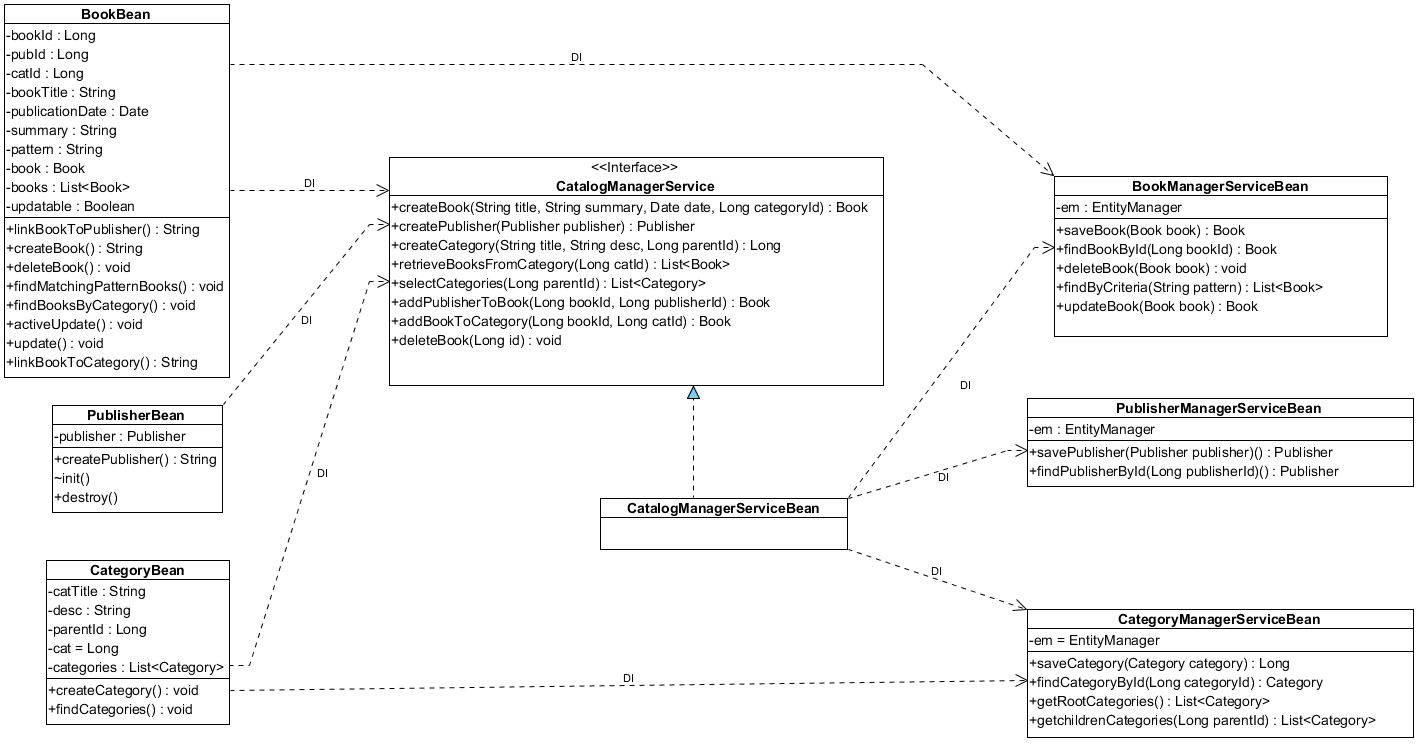 BookBean
-bookId : Long
-pubId : Long
-catId : Long
-bookTitle : String
-publicationDate : Date
-summary : String
-pattern : String
-book : Book
-books : List<Book>
-updatable : Boolean
+linkBookToPublisher() : String
+createBook() : String
+deleteBook() : void
+findMatchingPatternBooks() : void
+findBooksByCategory() : void
+activeUpdate() : void
+update() : void
+linkBookToCategory() : String
DI
DI
DI
DI
<<Interface>>
CatalogManagerService
+createBook(String title, String summary, Date date, Long categoryId) : Book
+createPublisher(Publisher publisher) : Publisher
+createCategory(String title, String desc, Long parentId) : Long
+retrieveBooksFromCategory(Long catId) : List<Book>
+selectCategories(Long parentId) : List<Category>
+addPublisherToBook(Long bookId, Long publisherId) : Book
+addBookToCategory(Long bookId, Long catId) : Book
+deleteBook(Long id) : void
BookManagerServiceBean
-em : EntityManager
+saveBook(Book book) : Book
+findBookById(Long bookId) : Book
+deleteBook(Book book) : void
+findByCriteria(String pattern) : List<Book>
+updateBook(Book book) : Book
PublisherBean
-publisher : Publisher
+createPublisher() : String
~init()
+destroy()
DI
DI
DI
PublisherManagerServiceBean
-em : EntityManager
+savePublisher(Publisher publisher)() : Publisher
+findPublisherById(Long publisherId)() : Publisher
CatalogManagerServiceBean
CategoryBean
-catTitle : String
-desc : String
-parentId : Long
-cat = Long
-categories : List<Category>
+createCategory() : void
+findCategories() : void
DI
CategoryManagerServiceBean
-em = EntityManager
+saveCategory(Category category) : Long
+findCategoryById(Long categoryId) : Category
+getRootCategories() : List<Category>
+getchildrenCategories(Long parentId) : List<Category>